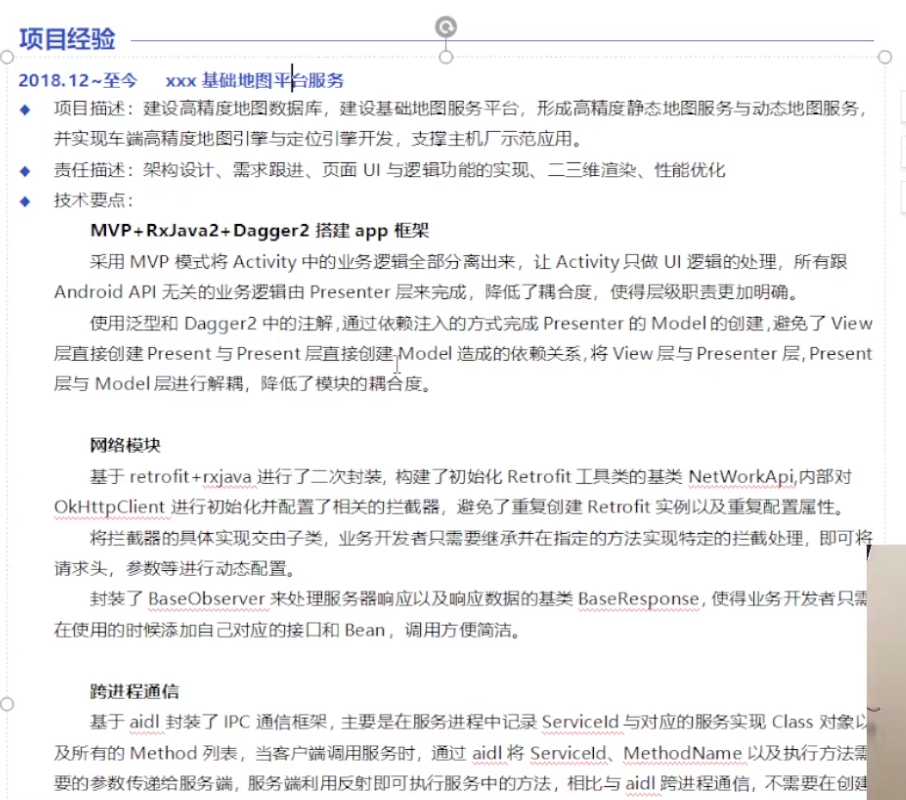 项目经验
2018.12~至今 xxx 基础地图平台服务
项目描述：建设高精度地图数据库，建设基础地图服务平台，形成高精度静态地图服务与动态地图服务，
并实现车端高精度地图引擎与定位引擎开发，支撑主机厂示范应用。
责任描述：架构设计、需求跟进、页面 UI 与逻辑功能的实现、二三维渲染、性能优化
技术要点：
MVP+RxJava2+Dagger2 搭建 app 框架
采用 MVP 模式将 Activity 中的业务逻辑全部分离出来，让 Activity 只做 UI 逻辑的处理，所有跟
Android API 无关的业务逻辑由 Presenter 层来完成，降低了耦合度，使得层级职责更加明确。
使用泛型和 Dagger2 中的注解,通过依赖注入的方式完成 Presenter 的 Model 的创建,避免了 View
层直接创建 Present 与 Present 层直接创建 Model 造成的依赖关系,将 View 层与 Presenter 层,Present
层与 Model 层进行解耦，降低了模块的耦合度。
网络模块
基于 retrofit+rxjava 进行了二次封装，构建了初始化 Retrofit 工具类的基类 NetWorkApi,内部对
OkHttpClient 进行初始化并配置了相关的拦截器，避免了重复创建 Retrofit 实例以及重复配置属性。
将拦截器的具体实现交由子类，业务开发者只需要继承并在指定的方法实现特定的拦截处理，即可将
请求头，参数等进行动态配置。
封装了 BaseObserver 来处理服务器响应以及响应数据的基类 BaseResponse，使得业务开发者只需
在使用的时候添加自己对应的接口和 Bean，调用方便简洁。
跨进程通信
基于 aidl 封装了 IPC 通信框架，主要是在服务进程中记录 ServiceId 与对应的服务实现 Class 对象以
及所有的 Method 列表，当客户端调用服务时，通过 aidl 将 ServiceId、MethodName 以及执行方法需
要的参数传递给服务端，服务端利用反射即可执行服务中的方法，相比与 aidl 跨进程通信，不需要在创建